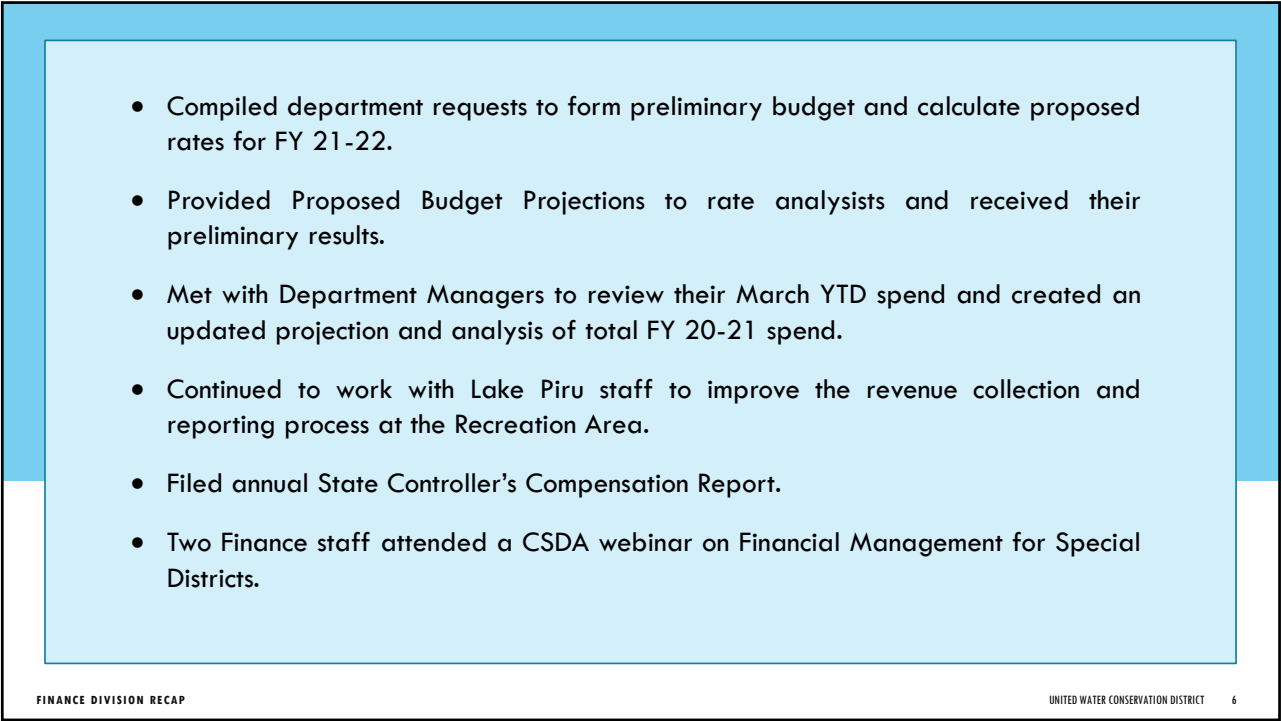 • Compiled department requests to form preliminary budget and calculate proposed
rates for FY 21-22.
• Provided Proposed Budget Projections to rate analysists and received their
preliminary results.
• Met with Department Managers to review their March YTD spend and created an
updated projection and analysis of total FY 20-21 spend.
• Continued to work with Lake Piru staff to improve the revenue collection and
reporting process at the Recreation Area.
• Filed annual State Controller’s Compensation Report.
• Two Finance staff attended a CSDA webinar on Financial Management for Special
Districts.
FINANCE DIVISION RECAP
UNITED WATER CONSERVATION DISTRICT 6